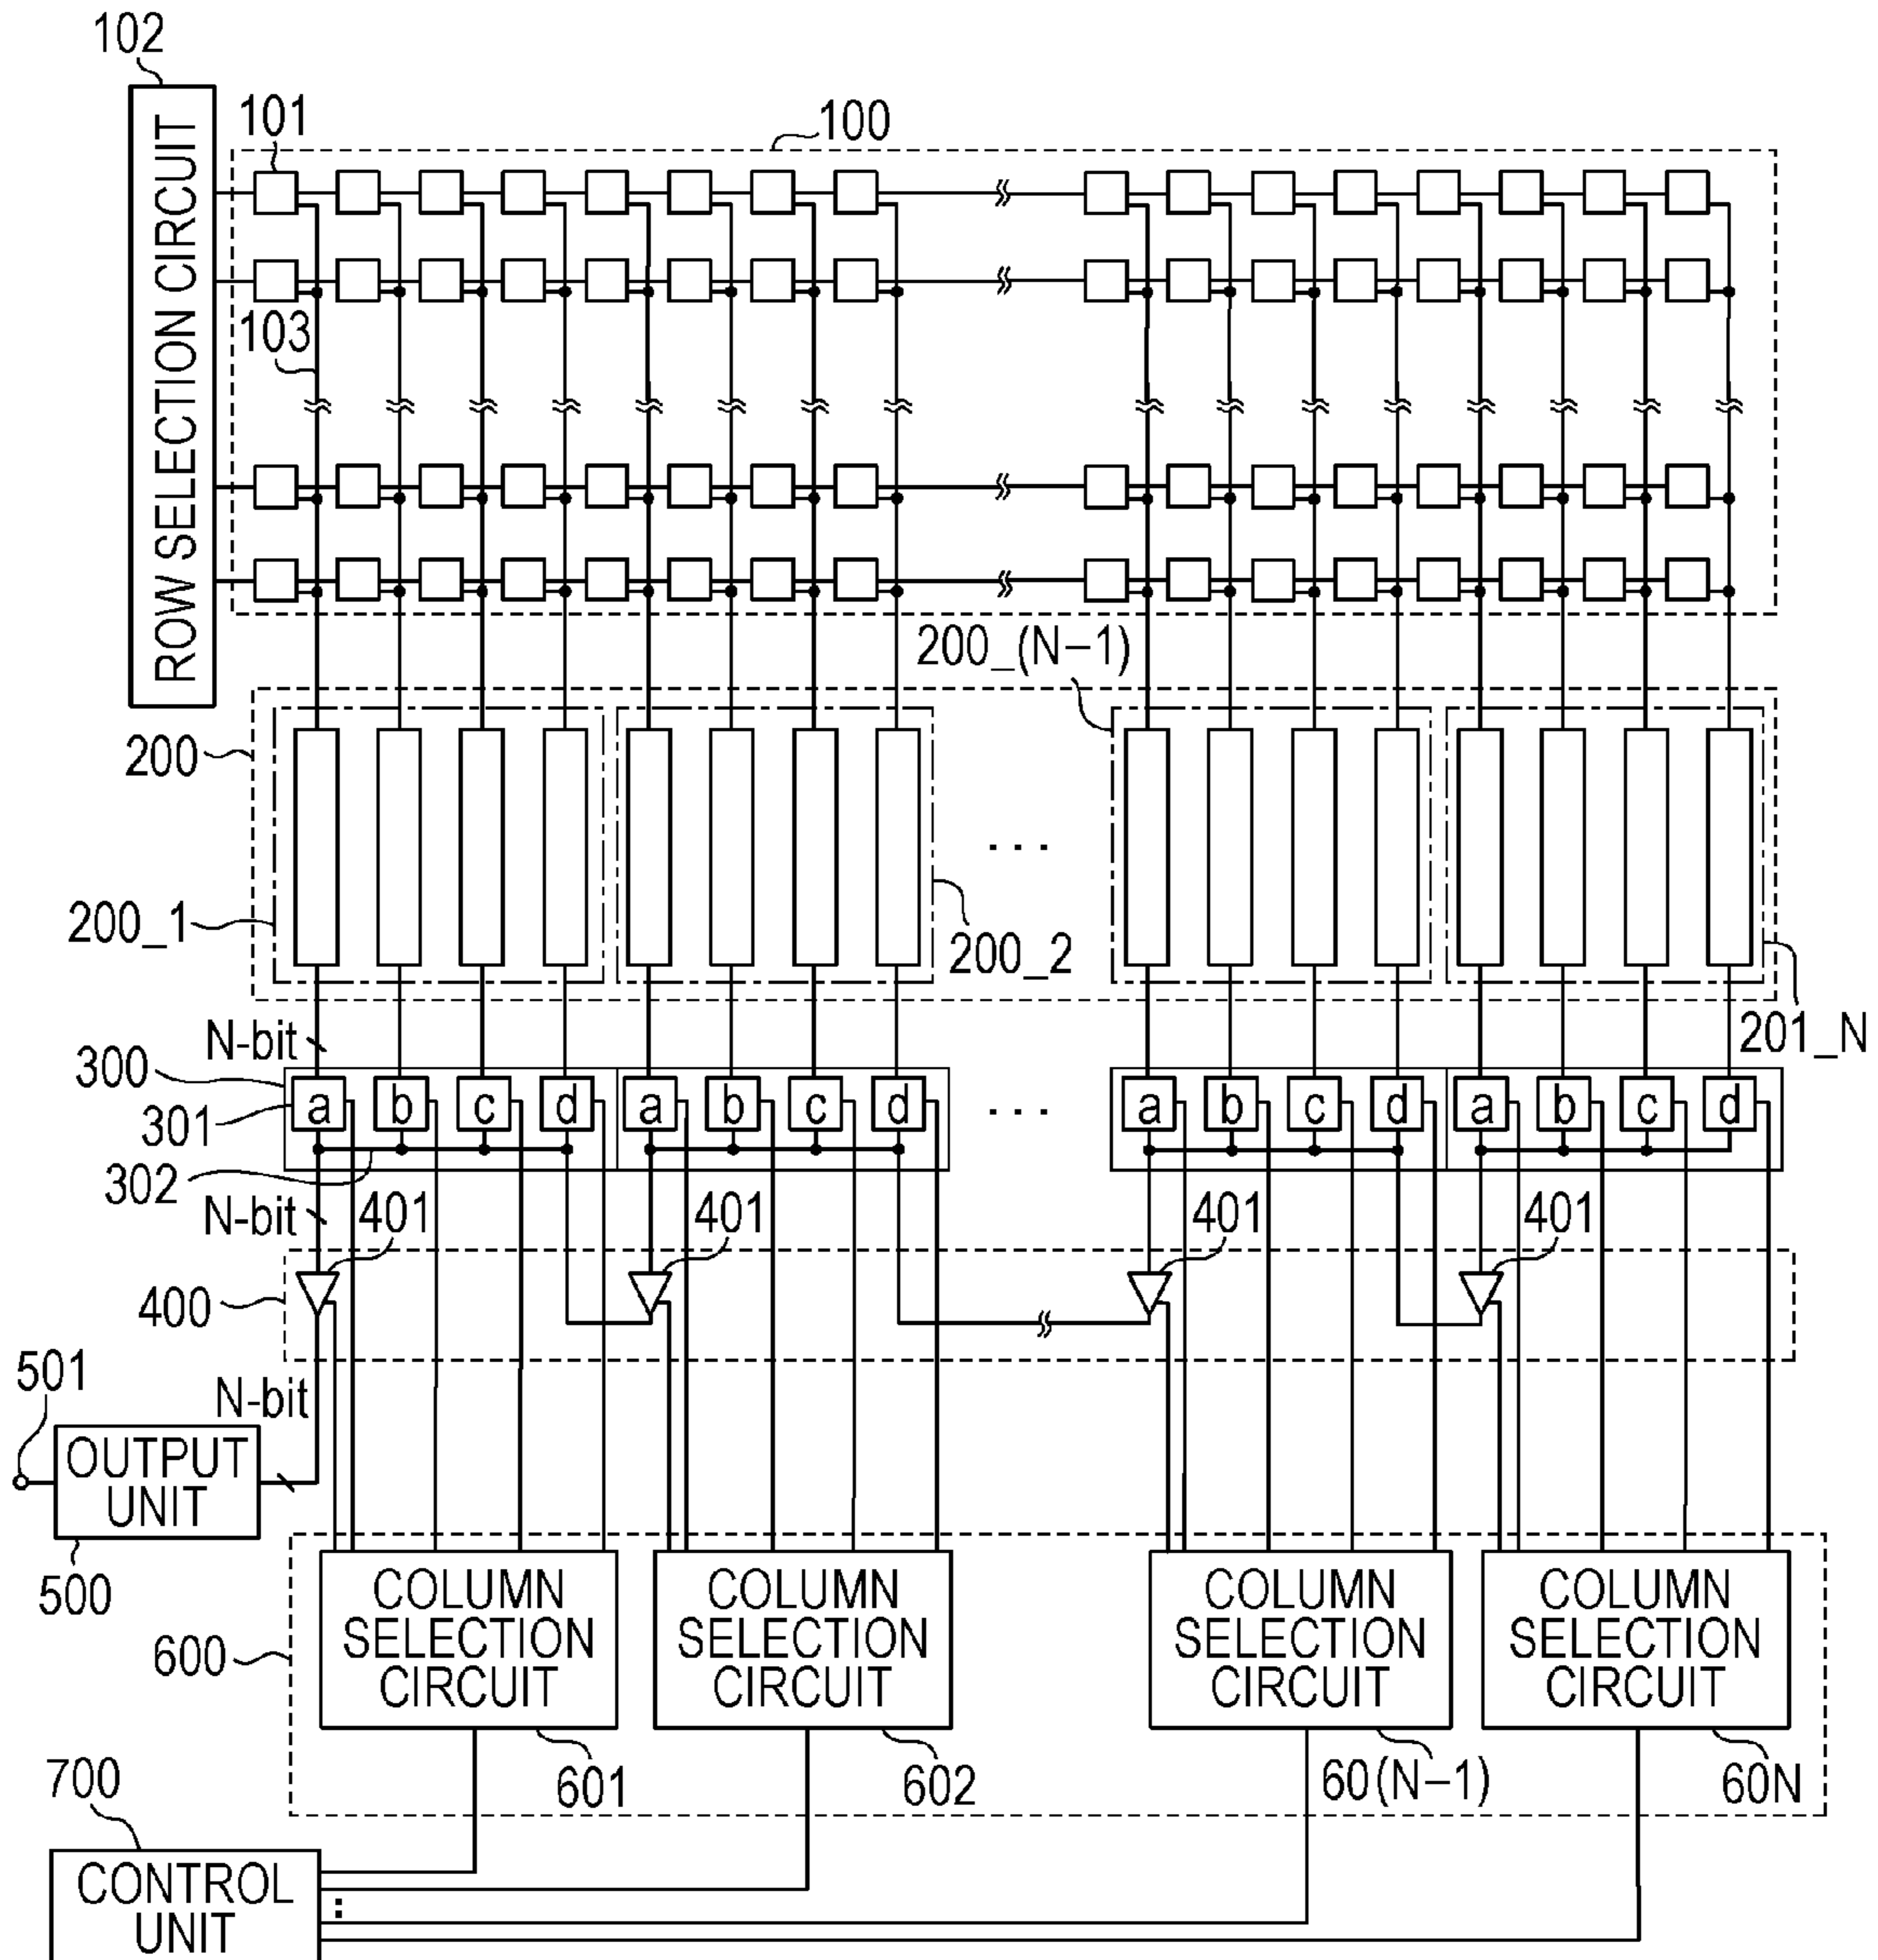 102
ROW SELECTION CIRCUIT
101
100
103
200_(N−1)
200
200_1
200_2
. . .
201_N
N-bit
300
301
a b c d a b c d . . . a b c d a b c d
302
N-bit
401 401 401 401
400
501
N-bit
OUTPUT
UNIT
500
600
COLUMN
SELECTION
CIRCUIT
COLUMN
SELECTION
CIRCUIT
COLUMN
SELECTION
CIRCUIT
COLUMN
SELECTION
CIRCUIT
601
602
60(N−1)
60N
700
CONTROL
UNIT